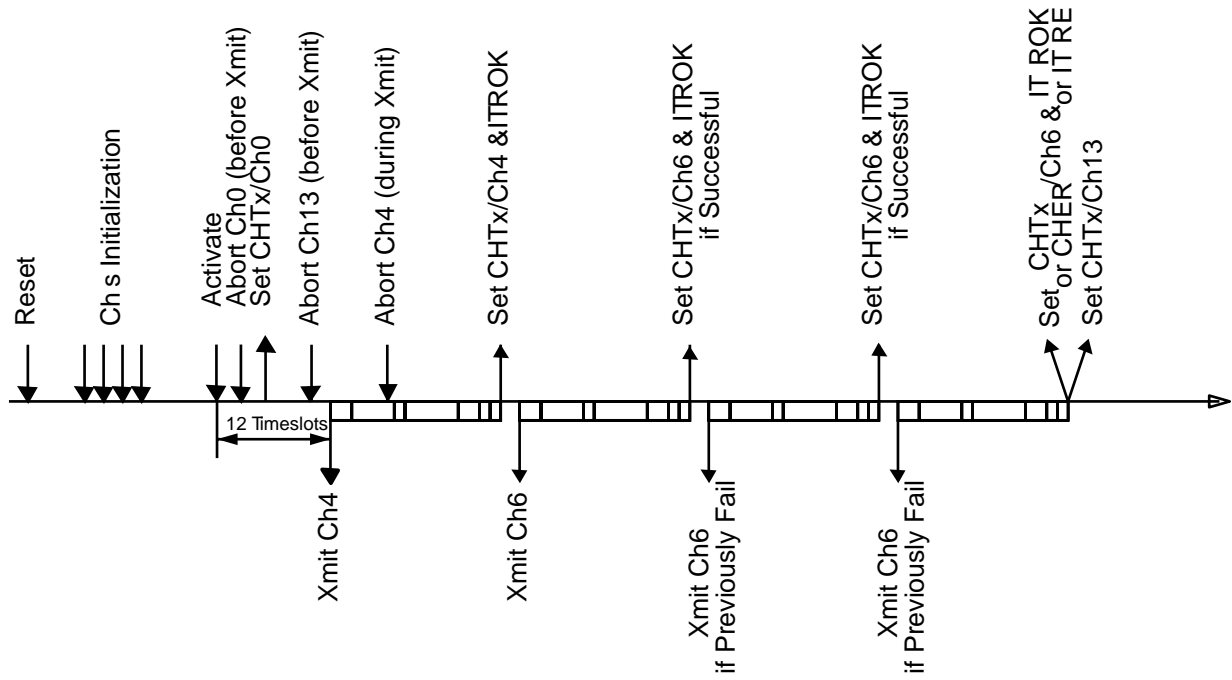 Reset
Ch s Initialization
Activate
Abort Ch0 (before Xmit)
Set CHTx/Ch0
Abort Ch13 (before Xmit)
Abort Ch4 (during Xmit)
Set CHTx/Ch4 &ITROK
Set CHTx/Ch6 & ITROK
if Successful
Set CHTx/Ch6 & ITROK
if Successful
Set CHTx or CHER /Ch6 & IT ROK or IT RE
Set CHTx/Ch13
12 Timeslots
Xmit Ch4
Xmit Ch6
Xmit Ch6
if Previously Fail
Xmit Ch6
if Previously Fail